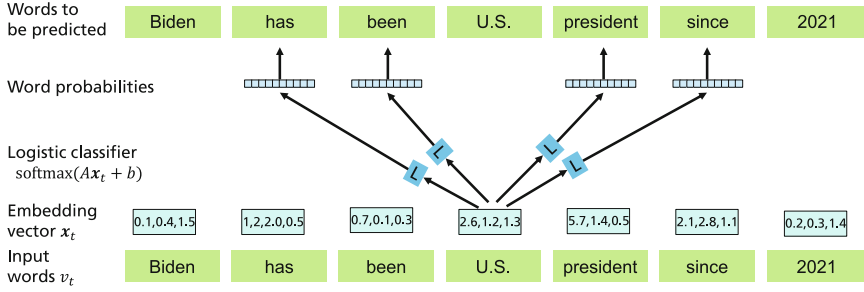 Words to
be predicted
Biden has been U.S. president since 2021
Word probabilities
L L L L
Logistic classifier
softmax(Ax_t + b)
Embedding
vector x_t
0.1,0.4,1.5 1,2,2.0,0.5 0.7,0.1,0.3 2.6,1.2,1.3 5.7,1.4,0.5 2.1,2.8,1.1 0.2,0.3,1.4
Input
words v_t
Biden has been U.S. president since 2021